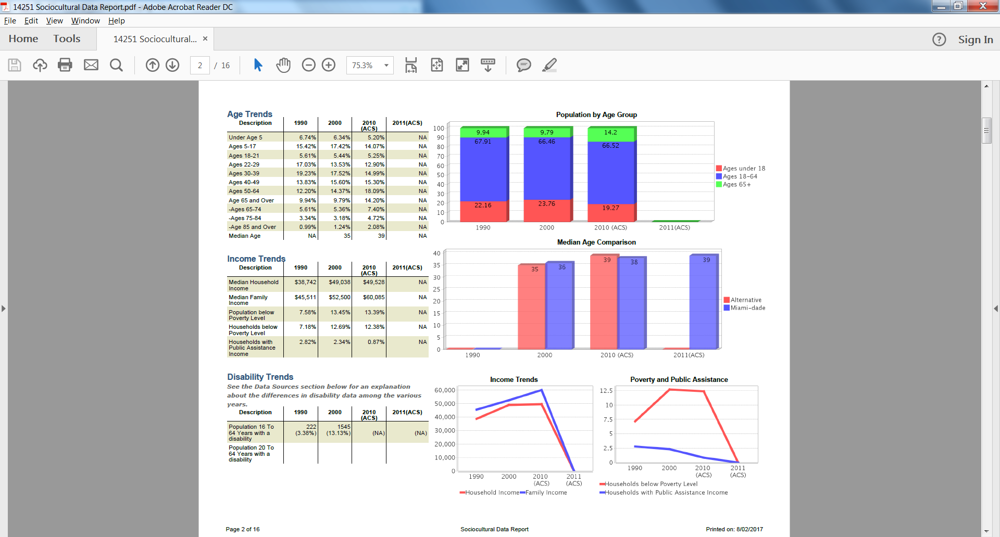 14251 Sociocultural Data Report.pdf - Adobe Acrobat Reader DC
File Edit View Window Help
Home Tools 14251 Sociocultural... × ? Sign In
2 / 16 75.3%
Age Trends
Description 1990 2000 2010 (ACS) 2011(ACS)
Under Age 5 6.74% 6.34% 5.20% NA
Ages 5-17 15.42% 17.42% 14.07% NA
Ages 18-21 5.61% 5.44% 5.25% NA
Ages 22-29 17.03% 13.53% 12.90% NA
Ages 30-39 19.23% 17.52% 14.99% NA
Ages 40-49 13.83% 15.60% 15.30% NA
Ages 50-64 12.20% 14.37% 18.09% NA
Age 65 and Over 9.94% 9.79% 14.20% NA
-Ages 65-74 5.61% 5.36% 7.40% NA
-Ages 75-84 3.34% 3.18% 4.72% NA
-Age 85 and Over 0.99% 1.24% 2.08% NA
Median Age NA 35 39 NA
Population by Age Group
100
90
80
70
60
50
40
30
20
10
0
9.94 9.79 14.2
67.91 66.46 66.52
22.16 23.76 19.27
1990 2000 2010 (ACS) 2011(ACS)
Ages under 18
Ages 18-64
Ages 65+
Income Trends
Description 1990 2000 2010 (ACS) 2011(ACS)
Median Household $38,742 $49,038 $49,528 NA
Income
Median Family $45,511 $52,500 $60,085 NA
Income
Population below 7.58% 13.45% 13.39% NA
Poverty Level
Households below 7.18% 12.69% 12.38% NA
Poverty Level
Households with 2.82% 2.34% 0.87% NA
Public Assistance
Income
Median Age Comparison
40
35
30
25
20
15
10
5
0
35 36 39 38 39
1990 2000 2010 (ACS) 2011(ACS)
Alternative
Miami-dade
Disability Trends
See the Data Sources section below for an explanation
about the differences in disability data among the various
years.
Description 1990 2000 2010 (ACS) 2011(ACS)
Population 16 To 222 1545
64 Years with a (3.38%) (13.13%) (NA) (NA)
disability
Population 20 To
64 Years with a
disability
Income Trends
60,000
50,000
40,000
30,000
20,000
10,000
0
1990 2000 2010 2011
(ACS) (ACS)
Household Income Family Income
Poverty and Public Assistance
12.5
10
7.5
5
2.5
0
1990 2000 2010 2011
(ACS) (ACS)
Households below Poverty Level
Households with Public Assistance Income
Page 2 of 16 Sociocultural Data Report Printed on: 8/02/2017